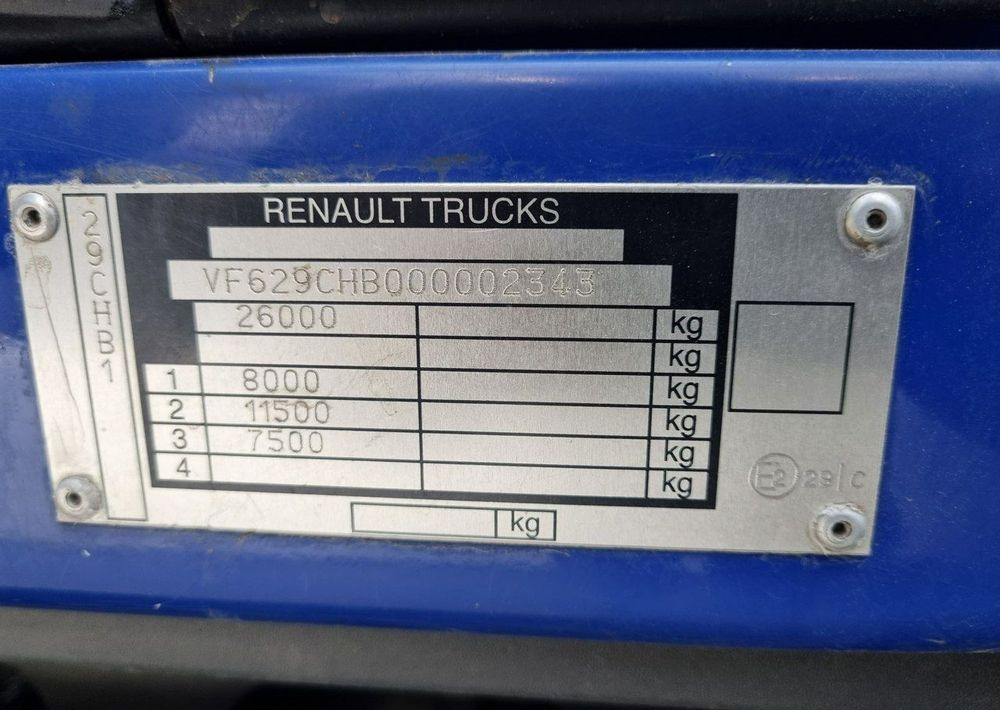 29CHB1
RENAULT TRUCKS
VF629CHB000002343
26000 kg
kg
1 8000 kg
2 11500 kg
3 7500 kg
4 kg
kg
E2 29|C